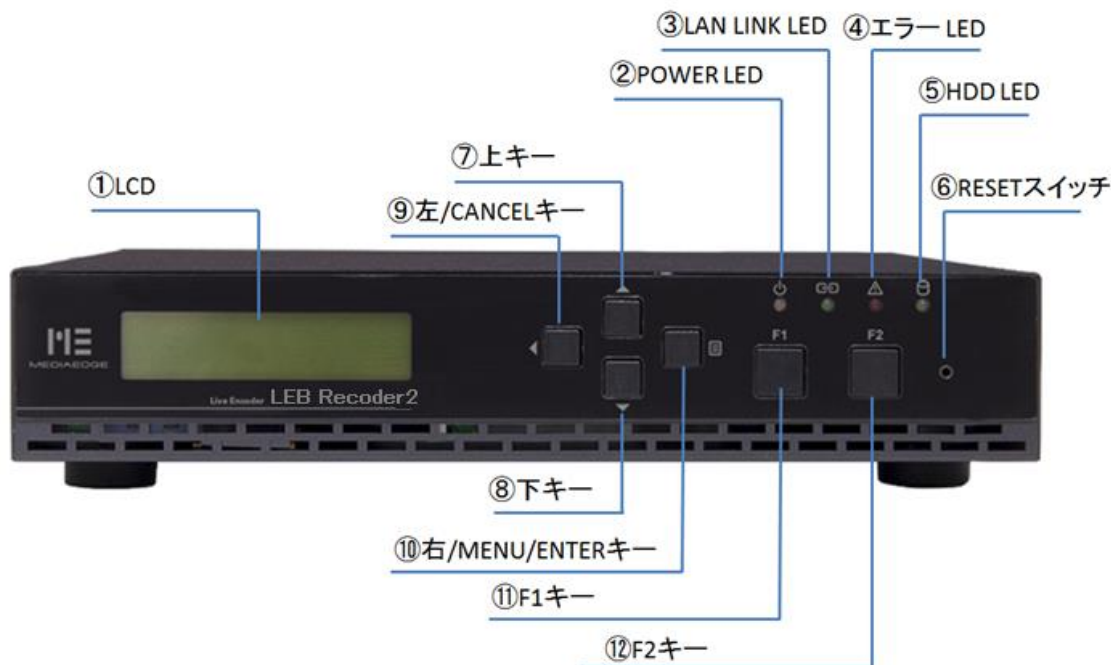 ③LAN LINK LED
④エラー LED
②POWER LED
⑤HDD LED
⑦上キー
①LCD
⑥RESETスイッチ
⑨左/CANCELキー
F1
F2
ME
MEDIAEDGE
Live Encoder LEB Recoder2
⑧下キー
⑩右/MENU/ENTERキー
⑪F1キー
⑫F2キー